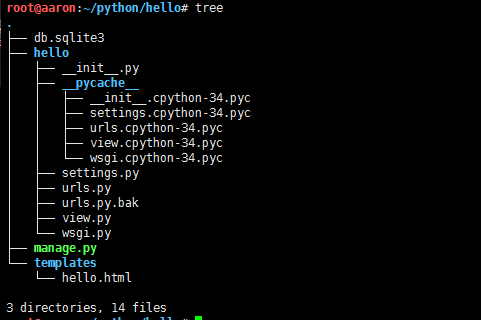 root@aaron:~/python/hello# tree
.
├── db.sqlite3
├── hello
│   ├── __init__.py
│   ├── __pycache__
│   │   ├── __init__.cpython-34.pyc
│   │   ├── settings.cpython-34.pyc
│   │   ├── urls.cpython-34.pyc
│   │   ├── view.cpython-34.pyc
│   │   └── wsgi.cpython-34.pyc
│   ├── settings.py
│   ├── urls.py
│   ├── urls.py.bak
│   ├── view.py
│   └── wsgi.py
├── manage.py
└── templates
    └── hello.html

3 directories, 14 files